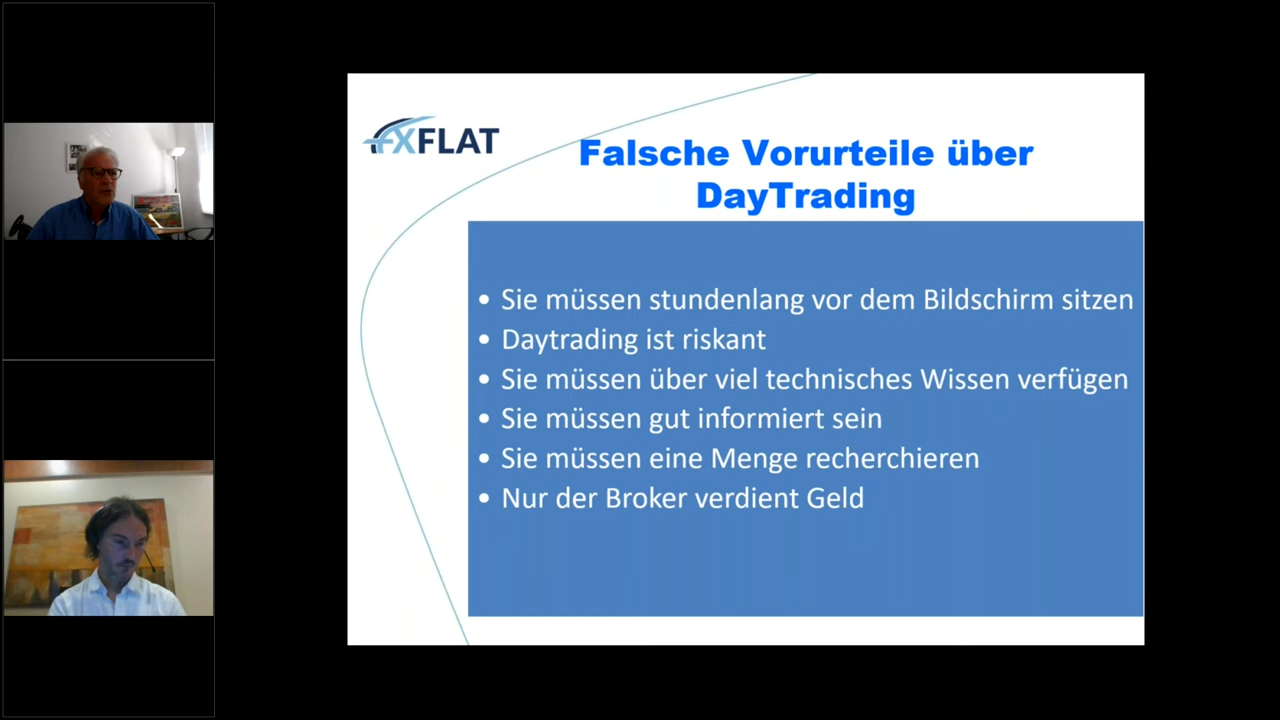 FXFLAT
Falsche Vorurteile über
DayTrading
• Sie müssen stundenlang vor dem Bildschirm sitzen
• Daytrading ist riskant
• Sie müssen über viel technisches Wissen verfügen
• Sie müssen gut informiert sein
• Sie müssen eine Menge recherchieren
• Nur der Broker verdient Geld